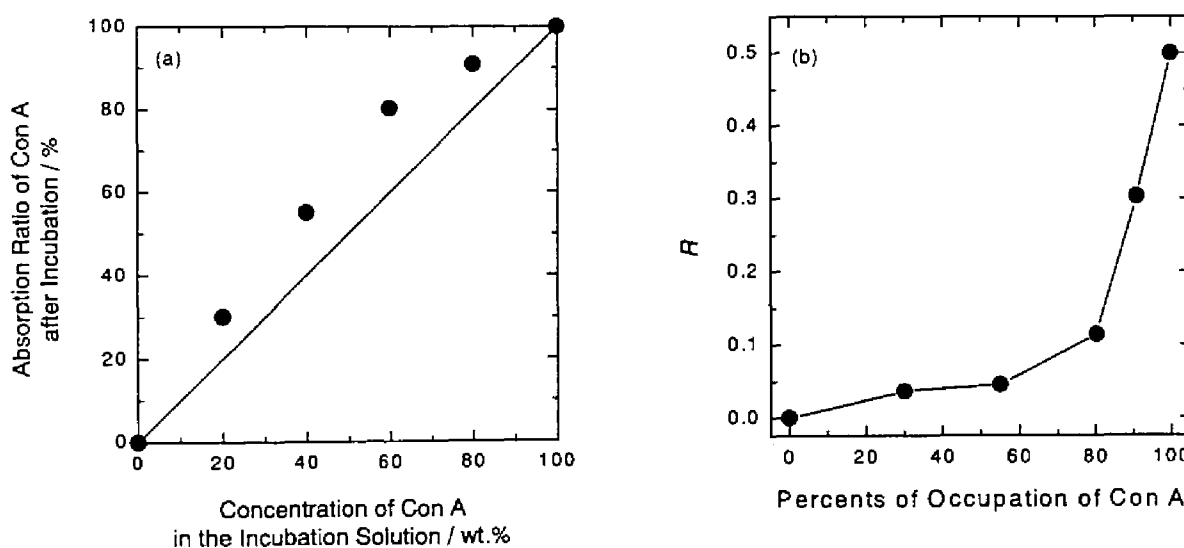 100
80
60
40
20
0
Absorption Ratio of Con A
after Incubation / %
(a)
0 20 40 60 80 100
Concentration of Con A
in the Incubation Solution / wt.%
0.5
0.4
0.3
0.2
0.1
0.0
R
(b)
0 20 40 60 80 100
Percents of Occupation of Con A